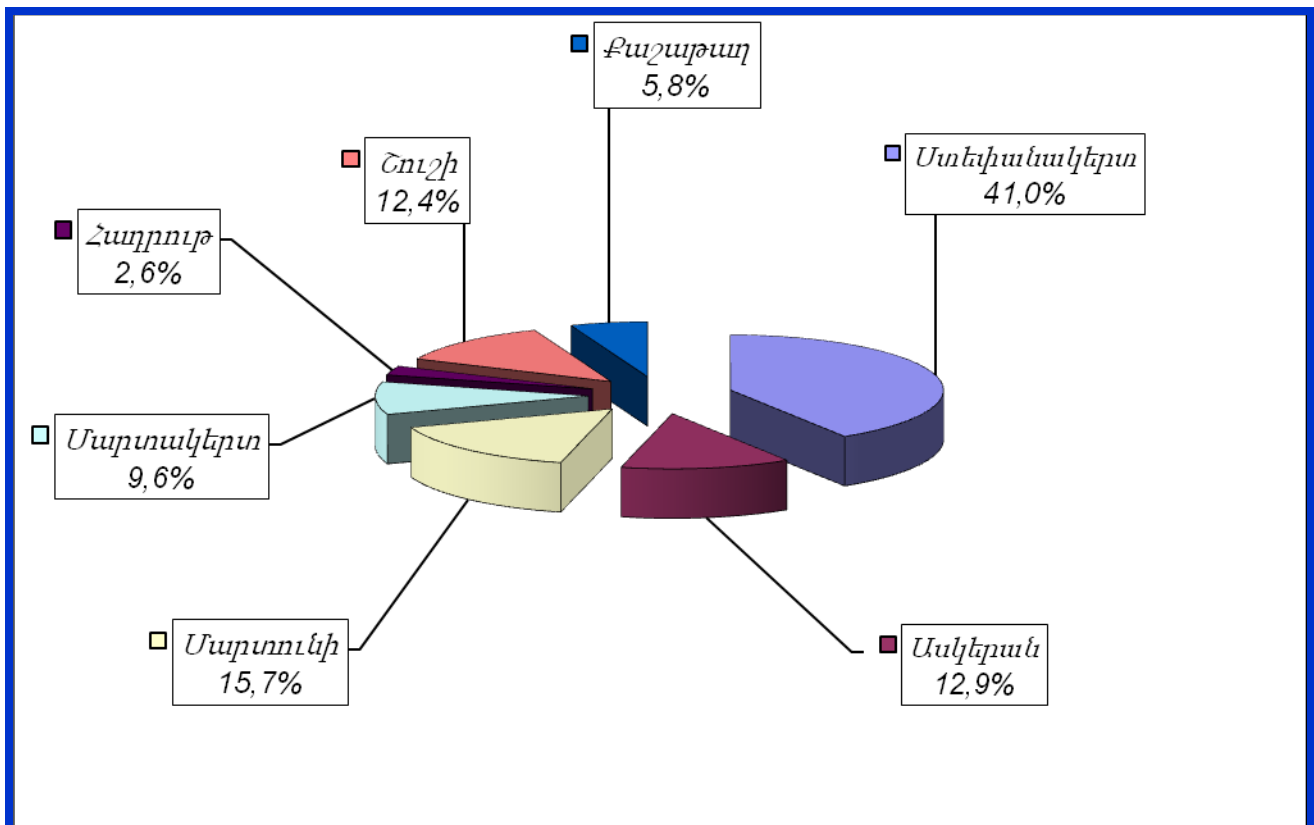 Քաշաթաղ
5,8%
Շուշի
12,4%
Ստեփանակերտ
41,0%
Հադրութ
2,6%
Մարտակերտ
9,6%
Մարտունի
15,7%
Ասկերան
12,9%